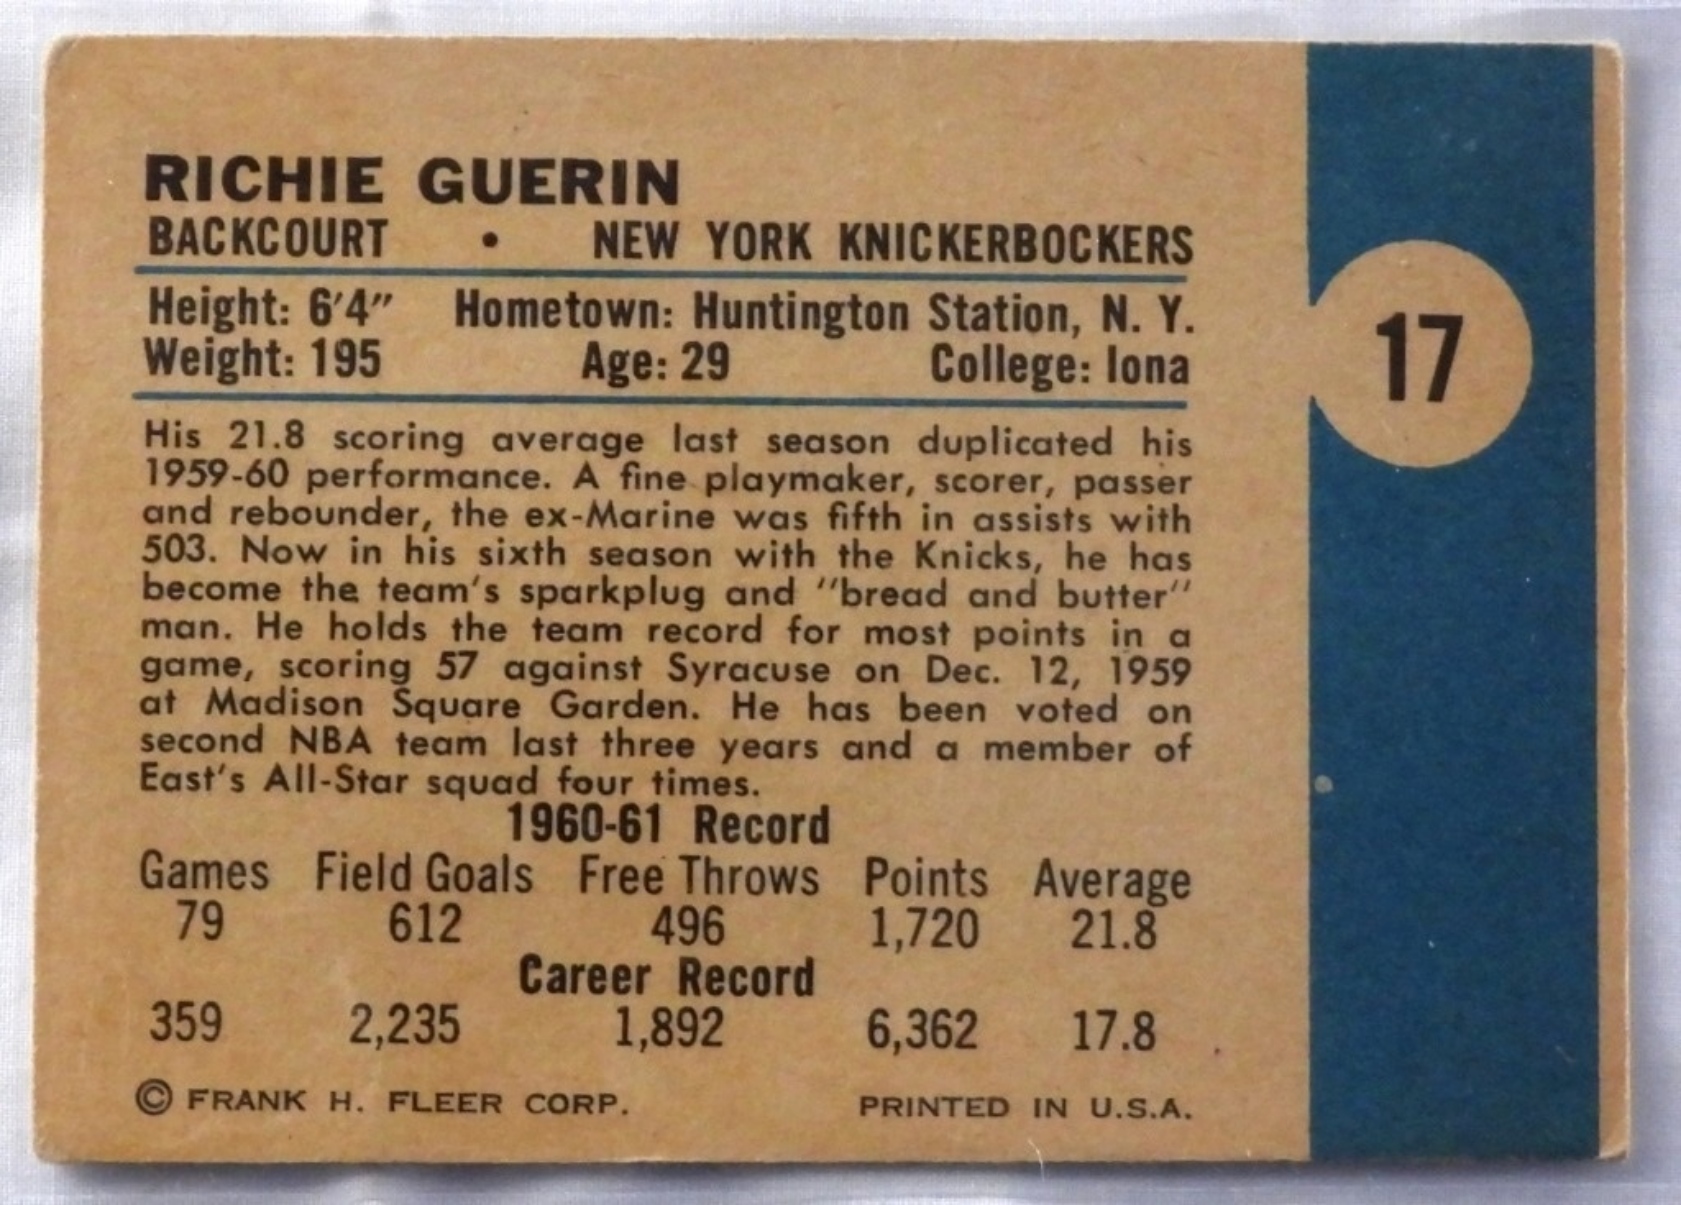 RICHIE GUERIN
BACKCOURT • NEW YORK KNICKERBOCKERS
Height: 6′4″ Hometown: Huntington Station, N. Y.
Weight: 195 Age: 29 College: Iona
17
His 21.8 scoring average last season duplicated his
1959-60 performance. A fine playmaker, scorer, passer
and rebounder, the ex-Marine was fifth in assists with
503. Now in his sixth season with the Knicks, he has
become the team's sparkplug and "bread and butter"
man. He holds the team record for most points in a
game, scoring 57 against Syracuse on Dec. 12, 1959
at Madison Square Garden. He has been voted on
second NBA team last three years and a member of
East's All-Star squad four times.
1960-61 Record
Games Field Goals Free Throws Points Average
79 612 496 1,720 21.8
Career Record
359 2,235 1,892 6,362 17.8
© FRANK H. FLEER CORP. PRINTED IN U.S.A.